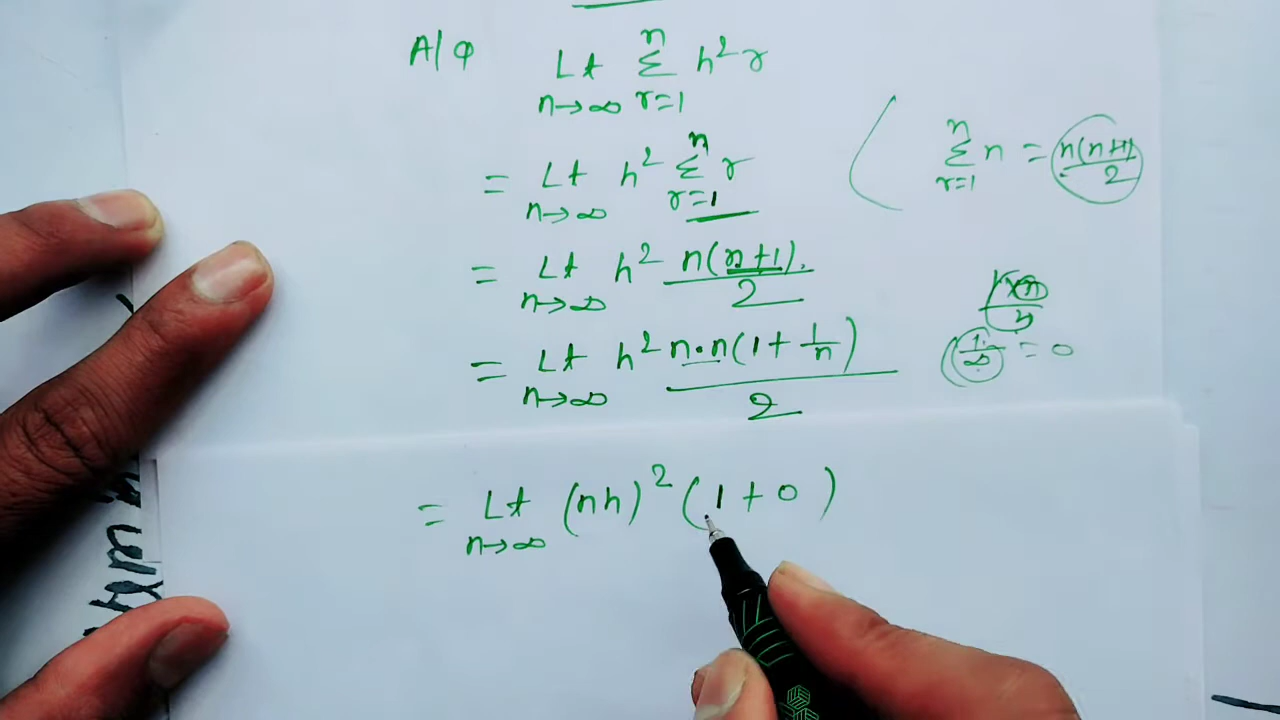 A/Q Lt n→∞ n Σ r=1 h² r
= Lt n→∞ h² n Σ r=1 r
n Σ r=1 n = n(n+1) / 2
= Lt n→∞ h² n(n+1). / 2
= Lt n→∞ h² n·n(1 + 1/n) / 2
1/∞ = 0
= Lt n→∞ (nh)² (1 + 0)